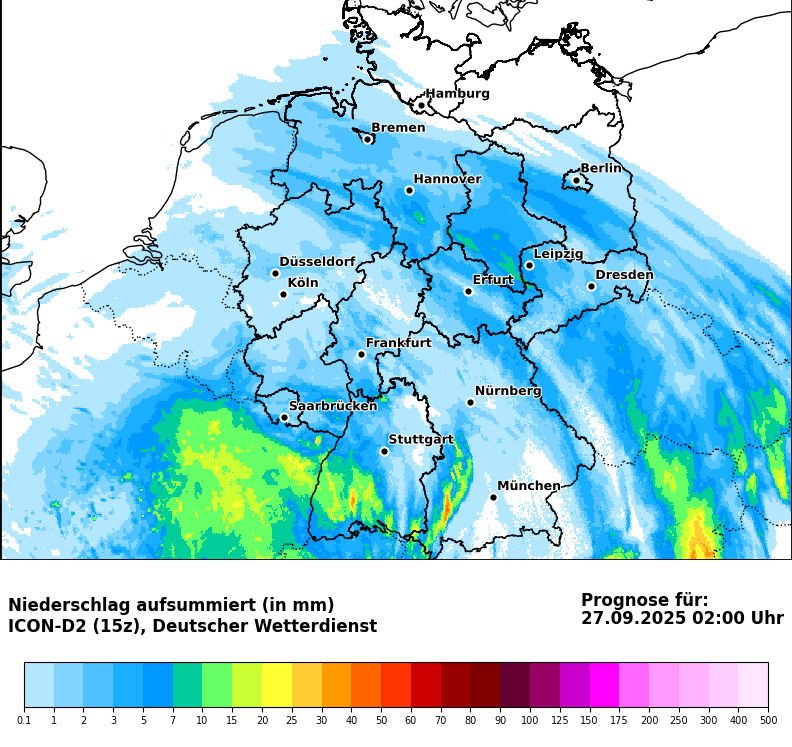 Hamburg
Bremen
Berlin
Hannover
Leipzig
Düsseldorf
Dresden
Köln
Erfurt
Frankfurt
Nürnberg
Saarbrücken
Stuttgart
München
Niederschlag aufsummiert (in mm)
ICON-D2 (15z), Deutscher Wetterdienst
Prognose für:
27.09.2025 02:00 Uhr
0.1 1 2 3 5 7 10 15 20 25 30 40 50 60 70 80 90 100 125 150 175 200 250 300 400 500